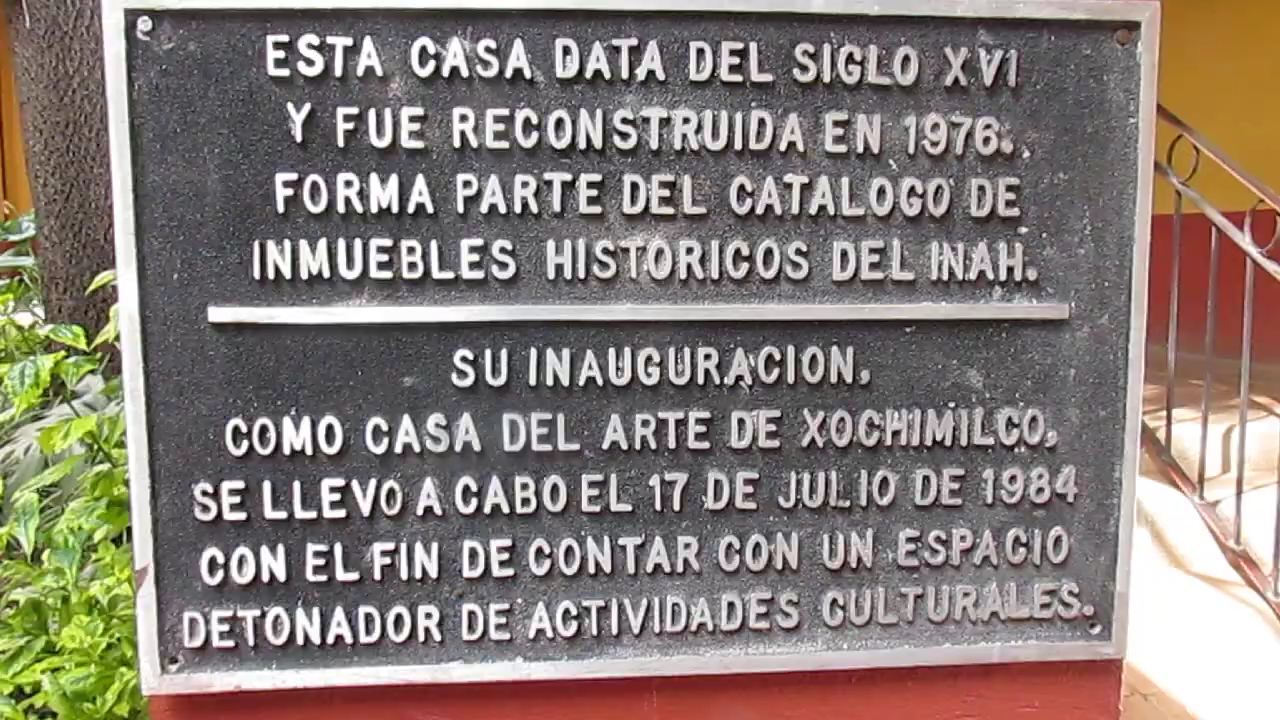 ESTA CASA DATA DEL SIGLO XVI
Y FUE RECONSTRUIDA EN 1976.
FORMA PARTE DEL CATALOGO DE
INMUEBLES HISTORICOS DEL INAH.
SU INAUGURACION,
COMO CASA DEL ARTE DE XOCHIMILCO,
SE LLEVO A CABO EL 17 DE JULIO DE 1984
CON EL FIN DE CONTAR CON UN ESPACIO
DETONADOR DE ACTIVIDADES CULTURALES.